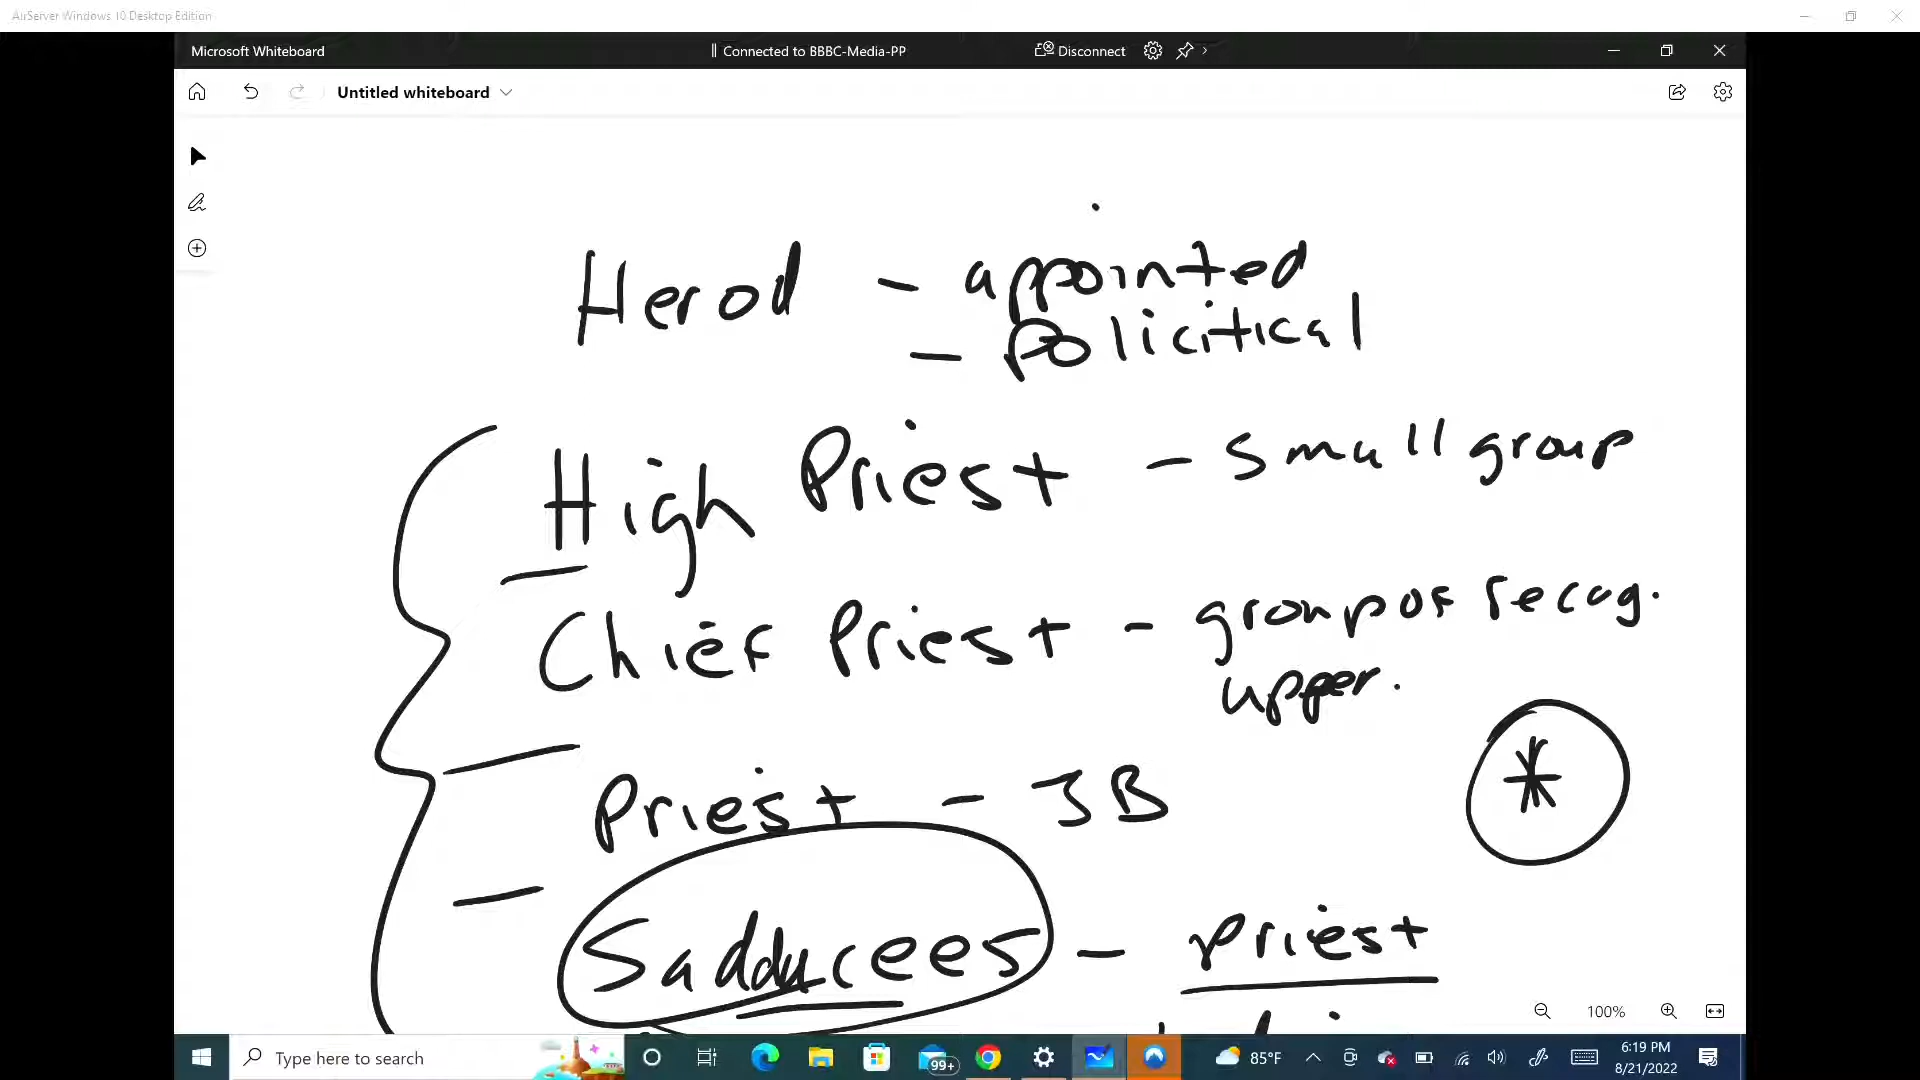 AirServer Windows 10 Desktop Edition
Microsoft Whiteboard
Connected to BBBC-Media-PP
Disconnect
Untitled whiteboard
Herod - appointed
- Policitical
High Priest - small group
Chief Priest - group of recog.
upper.
Priest - JB
*
Sadducees - Priest
100%
Type here to search
99+
85°F
6:19 PM
8/21/2022